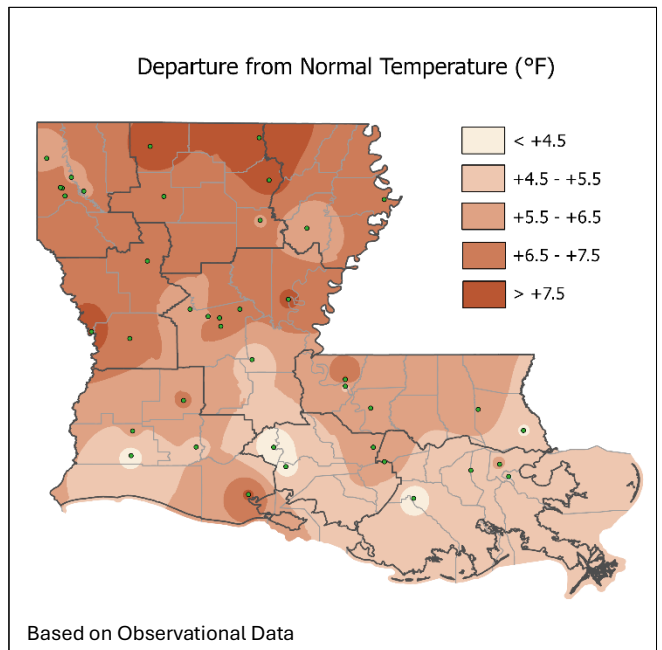 Departure from Normal Temperature (°F)
< +4.5
+4.5 - +5.5
+5.5 - +6.5
+6.5 - +7.5
> +7.5
Based on Observational Data